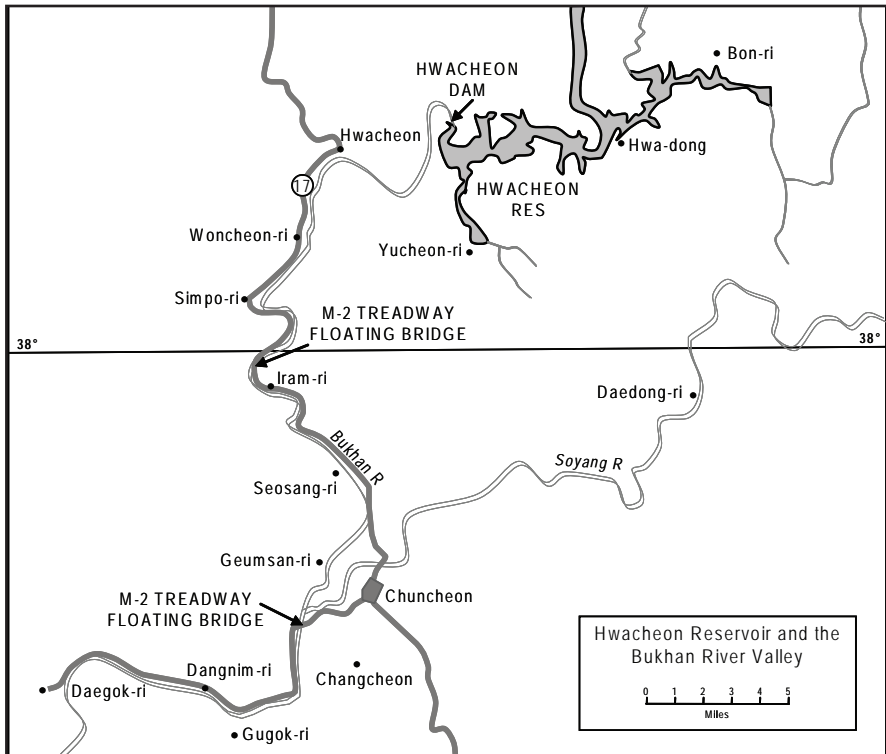 Bon-ri
HWACHEON
DAM
Hwacheon
Hwa-dong
17
HWACHEON
RES
Woncheon-ri
Yucheon-ri
Simpo-ri
M-2 TREADWAY
FLOATING BRIDGE
38°
38°
Iram-ri
Daedong-ri
Bukhan R
Soyang R
Seosang-ri
Geumsan-ri
M-2 TREADWAY
FLOATING BRIDGE
Chuncheon
Hwacheon Reservoir and the
Bukhan River Valley
Dangnim-ri
Changcheon
Daegok-ri
0 1 2 3 4 5
Miles
Gugok-ri